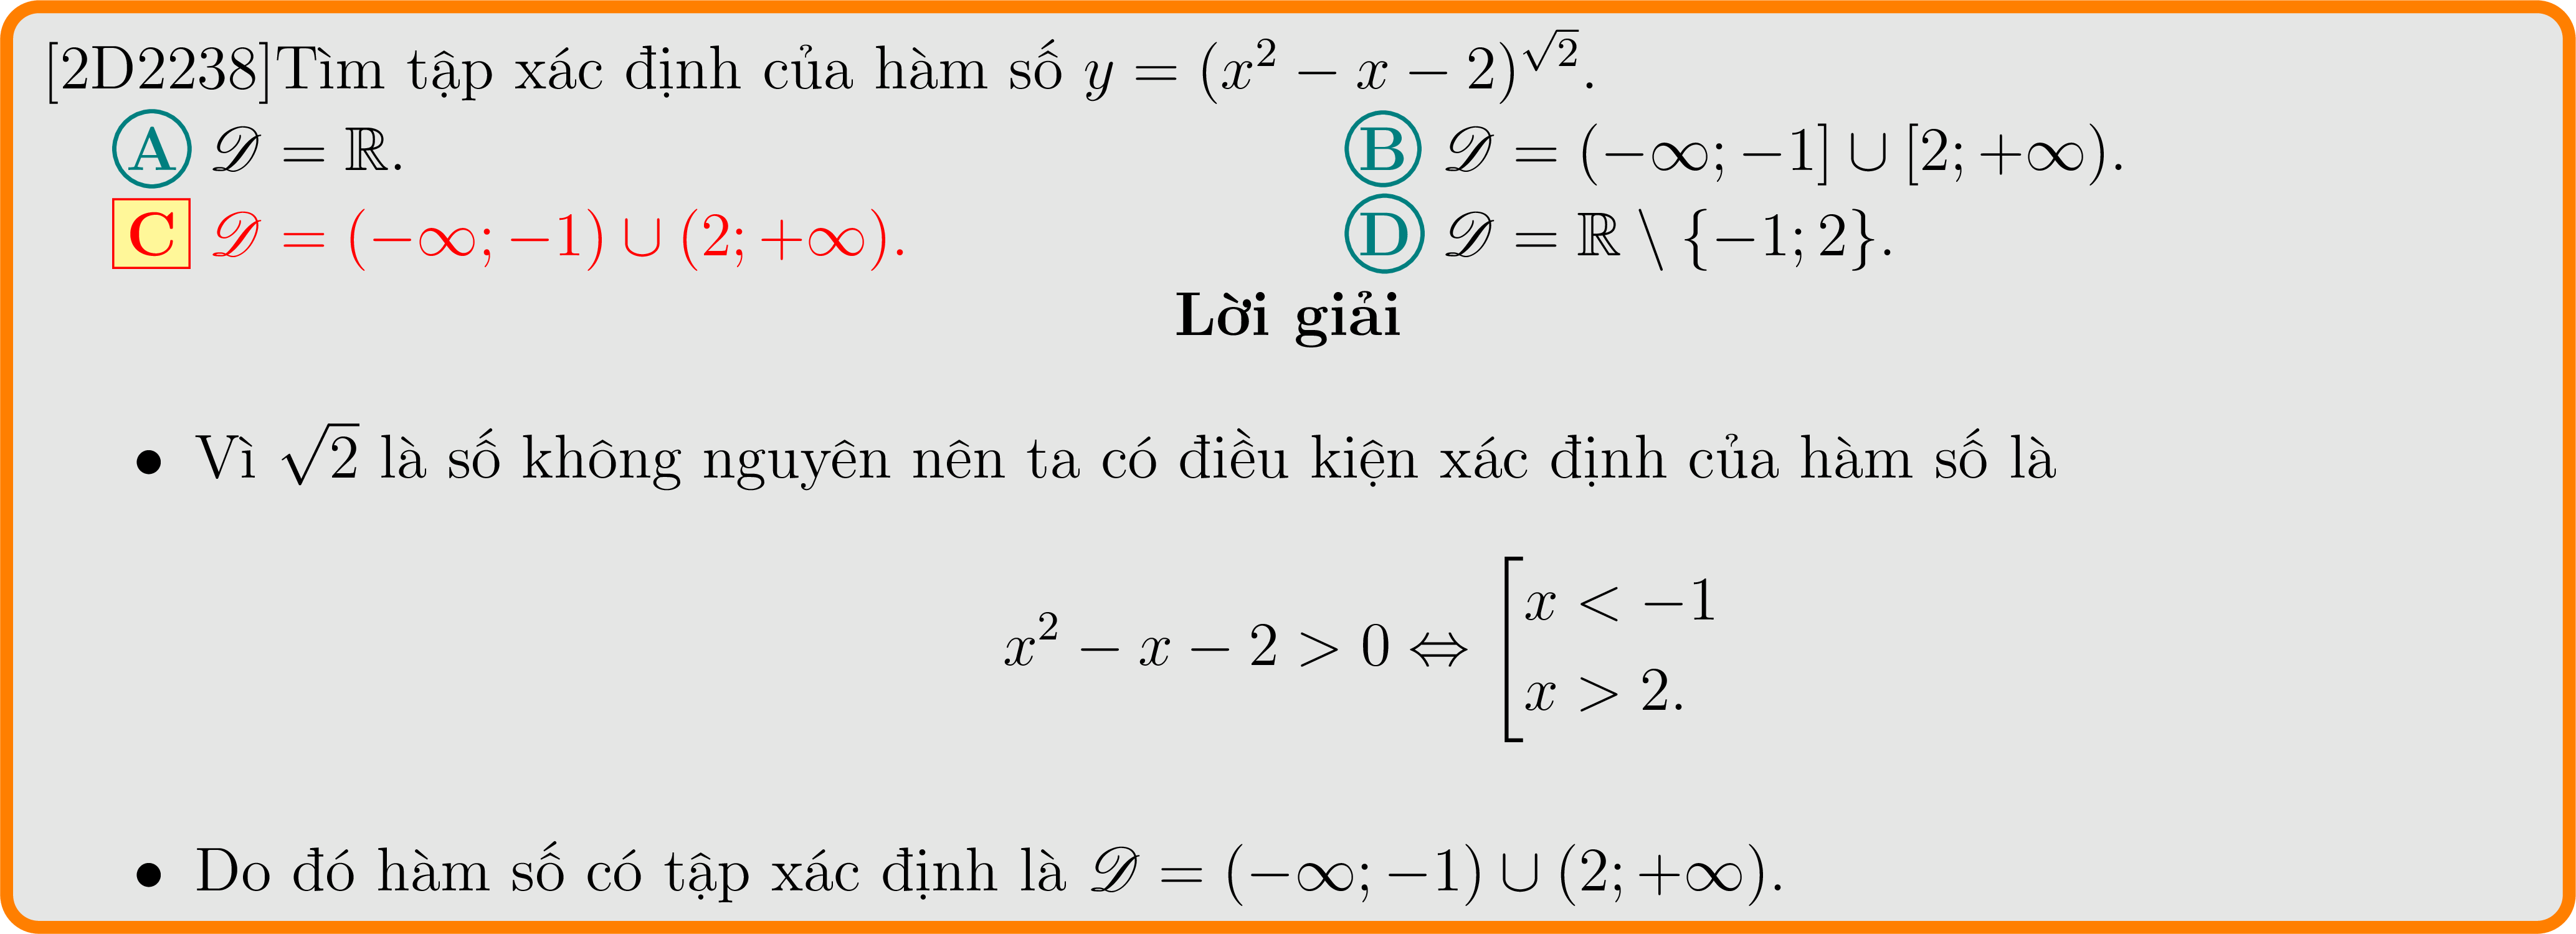 [2D2238]Tìm tập xác định của hàm số $y = (x^2 - x - 2)^{\sqrt{2}}$.
A $\mathscr{D} = \mathbb{R}$. B $\mathscr{D} = (-\infty; -1] \cup [2; +\infty)$.
C $\mathscr{D} = (-\infty; -1) \cup (2; +\infty)$. D $\mathscr{D} = \mathbb{R} \setminus \{-1; 2\}$.
Lời giải
• Vì $\sqrt{2}$ là số không nguyên nên ta có điều kiện xác định của hàm số là
$x^2 - x - 2 > 0 \Leftrightarrow \left[\begin{array}{l} x < -1 \\ x > 2. \end{array}\right.$
• Do đó hàm số có tập xác định là $\mathscr{D} = (-\infty; -1) \cup (2; +\infty)$.